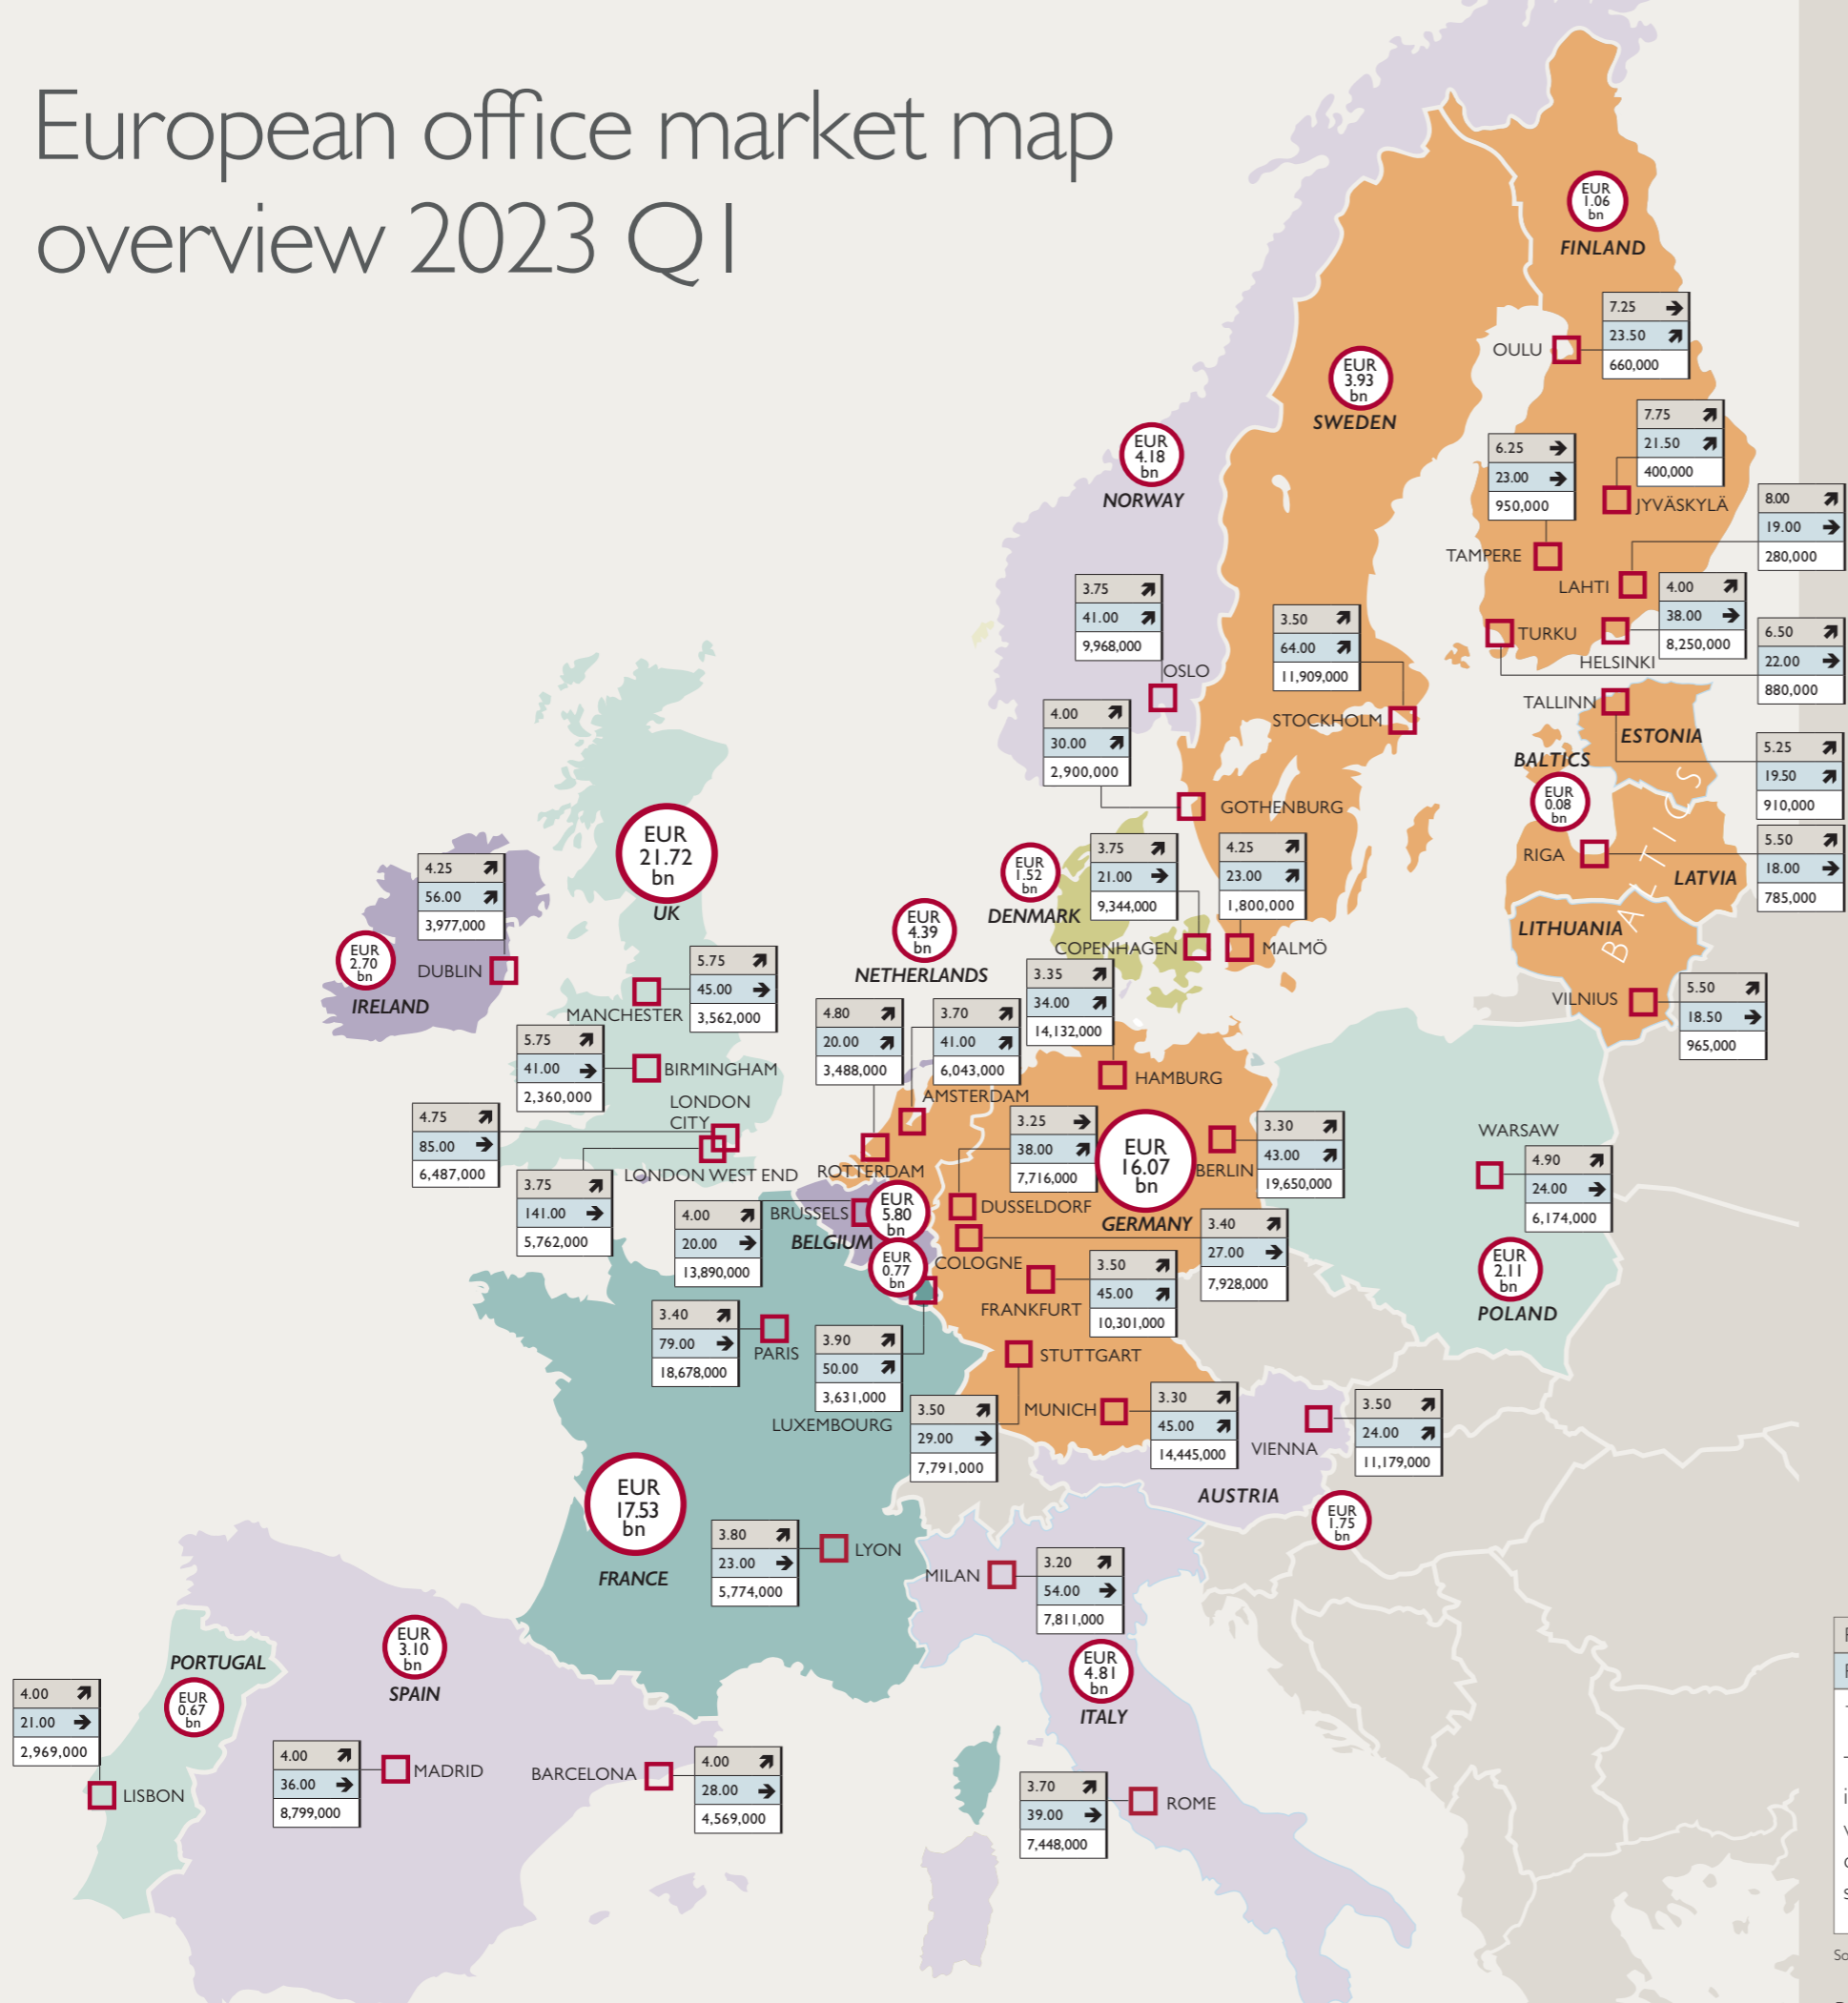 European office market map
overview 2023 Q1
EUR
1.06
bn
FINLAND
7.25
23.50
660,000
OULU
EUR
3.93
bn
SWEDEN
7.75
21.50
400,000
JYVÄSKYLÄ
6.25
23.00
950,000
TAMPERE
EUR
4.18
bn
NORWAY
8.00
19.00
280,000
LAHTI
4.00
38.00
8,250,000
HELSINKI
TURKU
6.50
22.00
880,000
3.75
41.00
9,968,000
OSLO
3.50
64.00
11,909,000
STOCKHOLM
TALLINN
ESTONIA
5.25
19.50
910,000
BALTICS
EUR
0.08
bn
BALTICS
4.00
30.00
2,900,000
GOTHENBURG
RIGA
LATVIA
5.50
18.00
785,000
LITHUANIA
VILNIUS
5.50
18.50
965,000
EUR
21.72
bn
UK
4.25
56.00
3,977,000
DUBLIN
EUR
2.70
bn
IRELAND
EUR
1.52
bn
DENMARK
3.75
21.00
9,344,000
COPENHAGEN
4.25
23.00
1,800,000
MALMÖ
EUR
4.39
bn
NETHERLANDS
5.75
45.00
3,562,000
MANCHESTER
5.75
41.00
2,360,000
BIRMINGHAM
4.80
20.00
3,488,000
3.70
41.00
6,043,000
AMSTERDAM
3.35
34.00
14,132,000
HAMBURG
LONDON
CITY
4.75
85.00
6,487,000
LONDON WEST END
3.75
141.00
5,762,000
ROTTERDAM
3.25
38.00
7,716,000
DUSSELDORF
EUR
16.07
bn
GERMANY
BERLIN
3.30
43.00
19,650,000
WARSAW
4.90
24.00
6,174,000
EUR
2.11
bn
POLAND
4.00
20.00
13,890,000
BRUSSELS
EUR
5.80
bn
BELGIUM
EUR
0.77
bn
COLOGNE
3.40
27.00
7,928,000
FRANKFURT
3.50
45.00
10,301,000
3.40
79.00
18,678,000
PARIS
3.90
50.00
3,631,000
LUXEMBOURG
STUTTGART
3.50
29.00
7,791,000
MUNICH
3.30
45.00
14,445,000
VIENNA
3.50
24.00
11,179,000
AUSTRIA
EUR
1.75
bn
EUR
17.53
bn
FRANCE
3.80
23.00
5,774,000
LYON
MILAN
3.20
54.00
7,811,000
EUR
4.81
bn
ITALY
EUR
3.10
bn
SPAIN
PORTUGAL
EUR
0.67
bn
4.00
21.00
2,969,000
LISBON
4.00
36.00
8,799,000
MADRID
BARCELONA
4.00
28.00
4,569,000
3.70
39.00
7,448,000
ROME